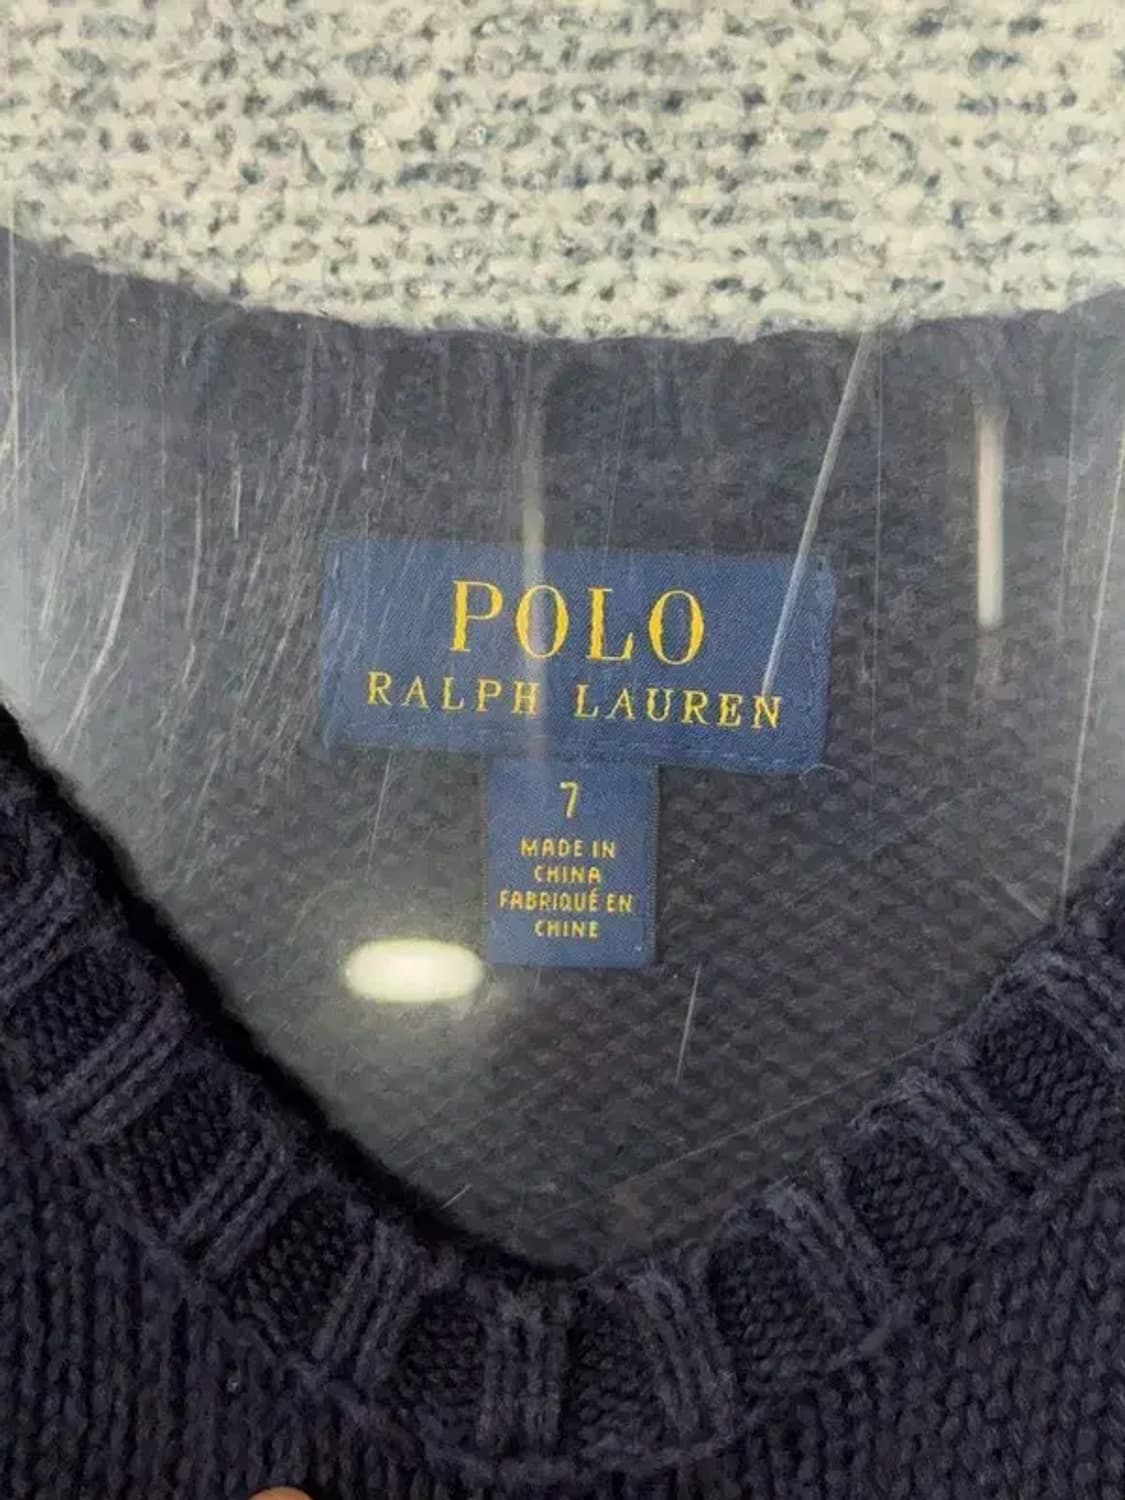 POLO
RALPH LAUREN
7
MADE IN
CHINA
FABRIQUÉ EN
CHINE